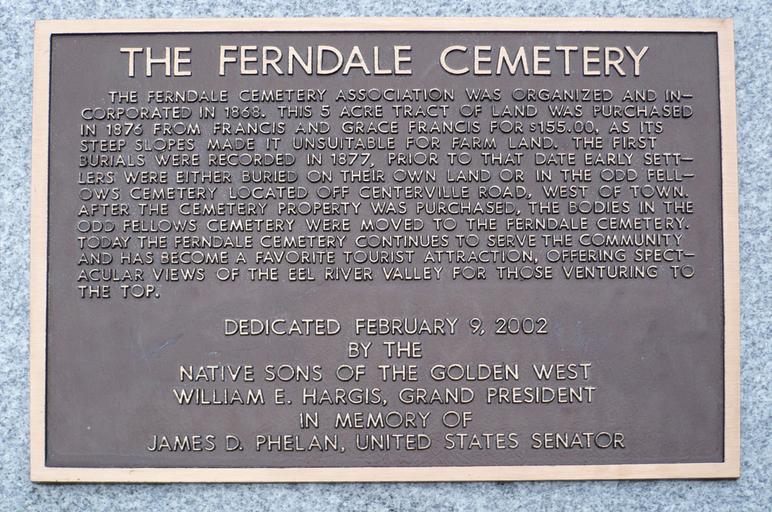 THE FERNDALE CEMETERY
THE FERNDALE CEMETERY ASSOCIATION WAS ORGANIZED AND IN-
CORPORATED IN 1868. THIS 5 ACRE TRACT OF LAND WAS PURCHASED
IN 1876 FROM FRANCIS AND GRACE FRANCIS FOR $155.00, AS ITS
STEEP SLOPES MADE IT UNSUITABLE FOR FARM LAND. THE FIRST
BURIALS WERE RECORDED IN 1877, PRIOR TO THAT DATE EARLY SETT-
LERS WERE EITHER BURIED ON THEIR OWN LAND OR IN THE ODD FELL-
OWS CEMETERY LOCATED OFF CENTERVILLE ROAD, WEST OF TOWN.
AFTER THE CEMETERY PROPERTY WAS PURCHASED, THE BODIES IN THE
ODD FELLOWS CEMETERY WERE MOVED TO THE FERNDALE CEMETERY.
TODAY THE FERNDALE CEMETERY CONTINUES TO SERVE THE COMMUNITY
AND HAS BECOME A FAVORITE TOURIST ATTRACTION, OFFERING SPECT-
ACULAR VIEWS OF THE EEL RIVER VALLEY FOR THOSE VENTURING TO
THE TOP.
DEDICATED FEBRUARY 9, 2002
BY THE
NATIVE SONS OF THE GOLDEN WEST
WILLIAM E. HARGIS, GRAND PRESIDENT
IN MEMORY OF
JAMES D. PHELAN, UNITED STATES SENATOR